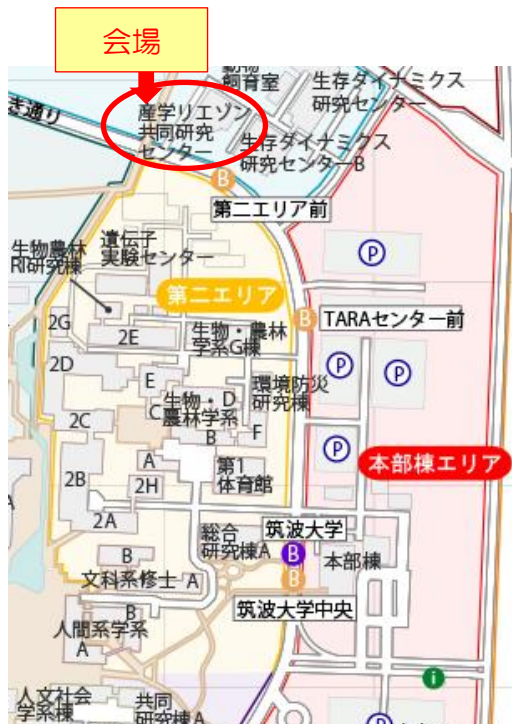 会場
動物
飼育室
生存ダイナミクス
研究センター
き通り
産学リエゾン
共同研究
センター
生存ダイナミクス
研究センターB
B
第二エリア前
生物農林
RI研究棟
遺伝子
実験センター
P
第二エリア
B
TARAセンター前
2G
2E
生物・農林
学系G棟
2D
E
P
P
環境防災
研究棟
C
生物・D
農林学系
B
F
2C
P
本部棟エリア
A
第1
体育館
2B
2H
2A
総合
研究棟A
筑波大学
B
本部棟
B
文科系修士
A
B
筑波大学中央
B
人間系学系
A
i
人文社会
学系棟
共同
研究棟A
P